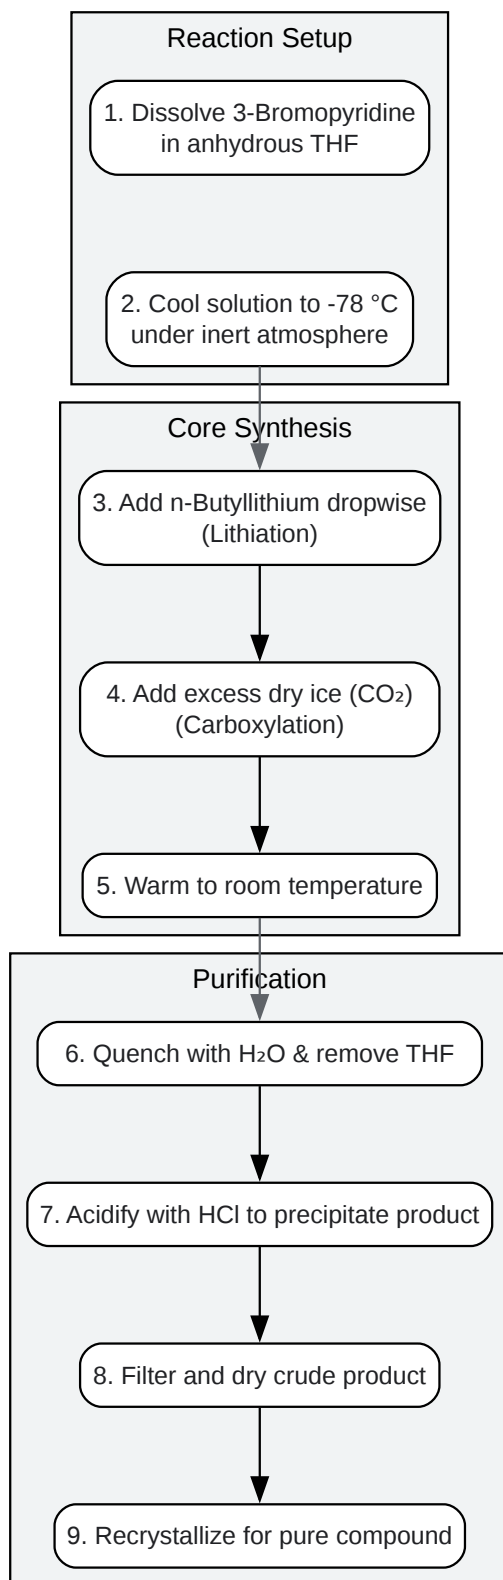 Reaction Setup
1. Dissolve 3-Bromopyridine
in anhydrous THF
2. Cool solution to -78 °C
under inert atmosphere
Core Synthesis
3. Add n-Butyllithium dropwise
(Lithiation)
4. Add excess dry ice (CO₂)
(Carboxylation)
5. Warm to room temperature
Purification
6. Quench with H₂O & remove THF
7. Acidify with HCl to precipitate product
8. Filter and dry crude product
9. Recrystallize for pure compound